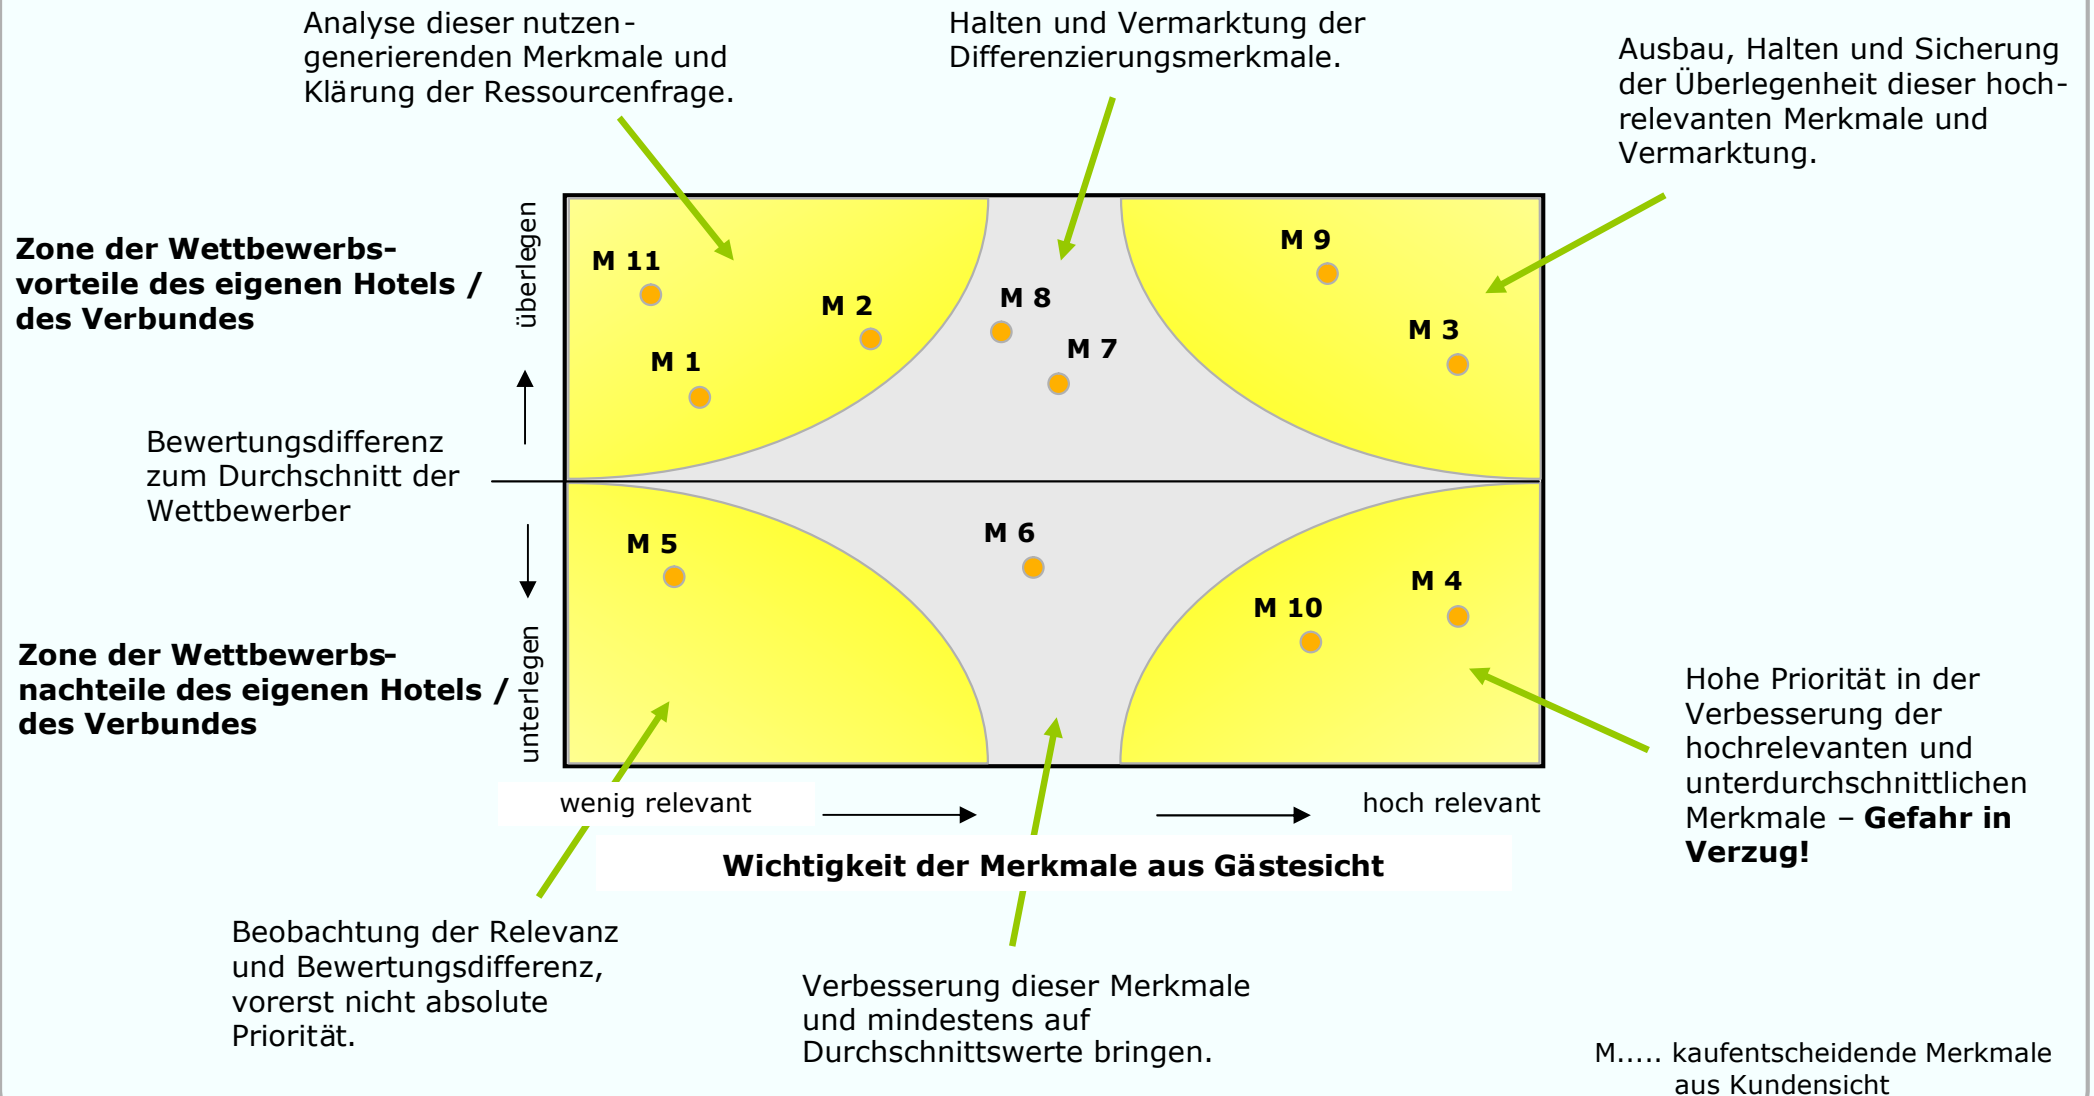 Analyse dieser nutzen-
generierenden Merkmale und
Klärung der Ressourcenfrage.
Halten und Vermarktung der
Differenzierungsmerkmale.
Ausbau, Halten und Sicherung
der Überlegenheit dieser hoch-
relevanten Merkmale und
Vermarktung.
Zone der Wettbewerbs-
vorteile des eigenen Hotels /
des Verbundes
überlegen
M 11
M 2
M 1
M 8
M 7
M 9
M 3
Bewertungsdifferenz
zum Durchschnitt der
Wettbewerber
M 5
M 6
M 10
M 4
Zone der Wettbewerbs-
nachteile des eigenen Hotels /
des Verbundes
unterlegen
Hohe Priorität in der
Verbesserung der
hochrelevanten und
unterdurchschnittlichen
Merkmale – Gefahr in
Verzug!
wenig relevant
hoch relevant
Wichtigkeit der Merkmale aus Gästesicht
Beobachtung der Relevanz
und Bewertungsdifferenz,
vorerst nicht absolute
Priorität.
Verbesserung dieser Merkmale
und mindestens auf
Durchschnittswerte bringen.
M..... kaufentscheidende Merkmale
aus Kundensicht